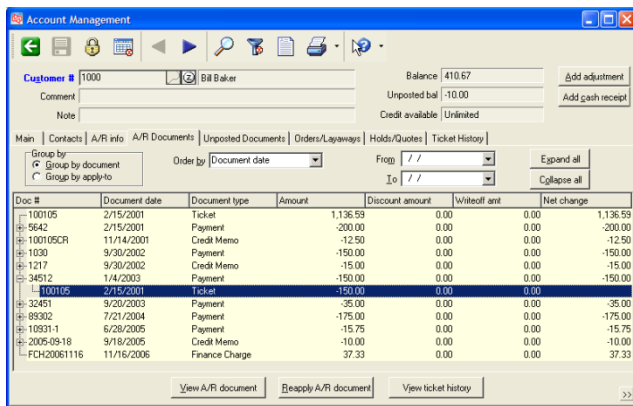 Account Management
Customer # 1000 Bill Baker Balance 410.67 Add adjustment
Comment Unposted bal -10.00 Add cash receipt
Note Credit available Unlimited
Main Contacts A/R info A/R Documents Unposted Documents Orders/Layaways Holds/Quotes Ticket History
Group by
Group by document Order by Document date From / / Expand all
Group by apply-to To / / Collapse all
Doc # Document date Document type Amount Discount amount Writeoff amt Net change
100105 2/15/2001 Ticket 1,136.59 0.00 0.00 1,136.59
5642 2/15/2001 Payment -200.00 0.00 0.00 -200.00
100105CR 11/14/2001 Credit Memo -12.50 0.00 0.00 -12.50
1030 9/30/2002 Payment -150.00 0.00 0.00 -150.00
1217 9/30/2002 Credit Memo -15.00 0.00 0.00 -15.00
34512 1/4/2003 Payment -150.00 0.00 0.00 -150.00
100105 2/15/2001 Ticket -150.00 0.00 0.00
32451 9/20/2003 Payment -35.00 0.00 0.00 -35.00
89302 7/21/2004 Payment -175.00 0.00 0.00 -175.00
10931-1 6/28/2005 Payment -15.75 0.00 0.00 -15.75
2005-09-18 9/18/2005 Credit Memo -10.00 0.00 0.00 -10.00
FCH20061116 11/16/2006 Finance Charge 37.33 0.00 0.00 37.33
View A/R document Reapply A/R document View ticket history
>>